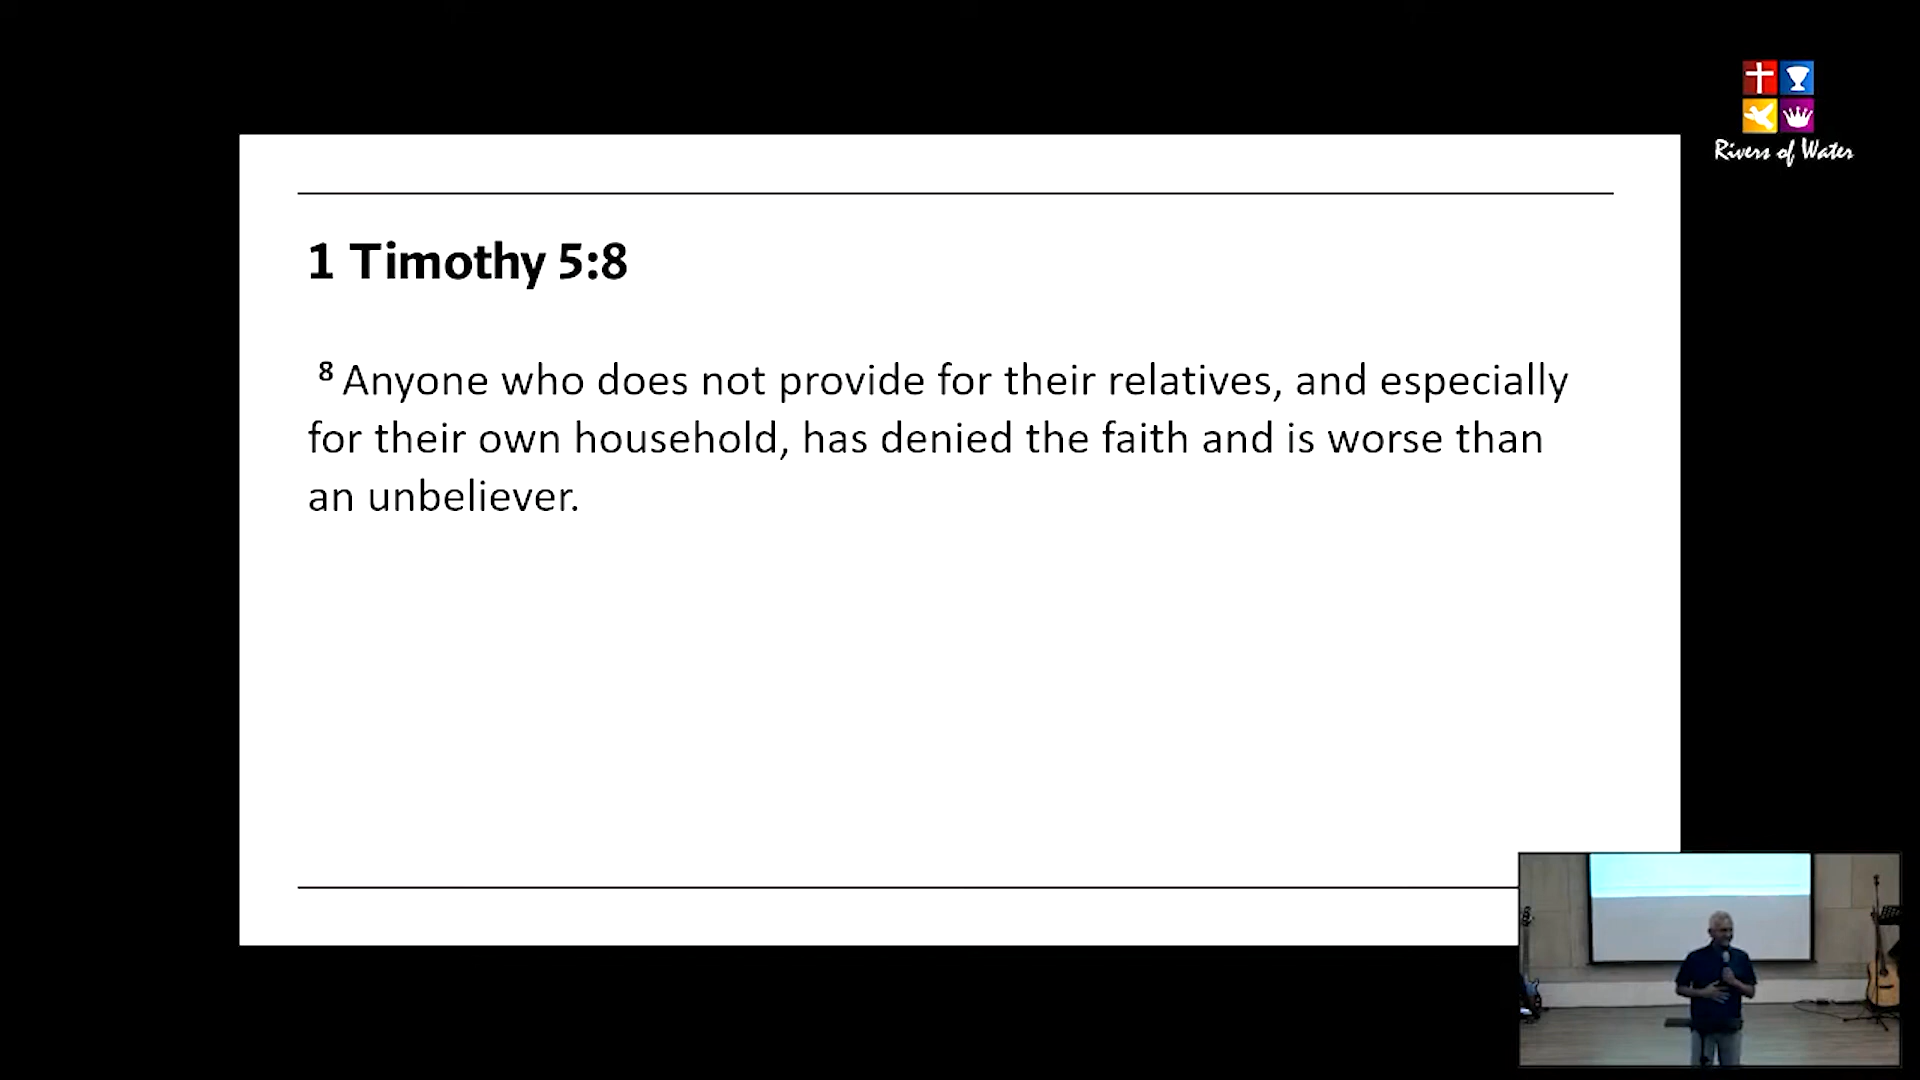 Rivers of Water
1 Timothy 5:8
8 Anyone who does not provide for their relatives, and especially
for their own household, has denied the faith and is worse than
an unbeliever.